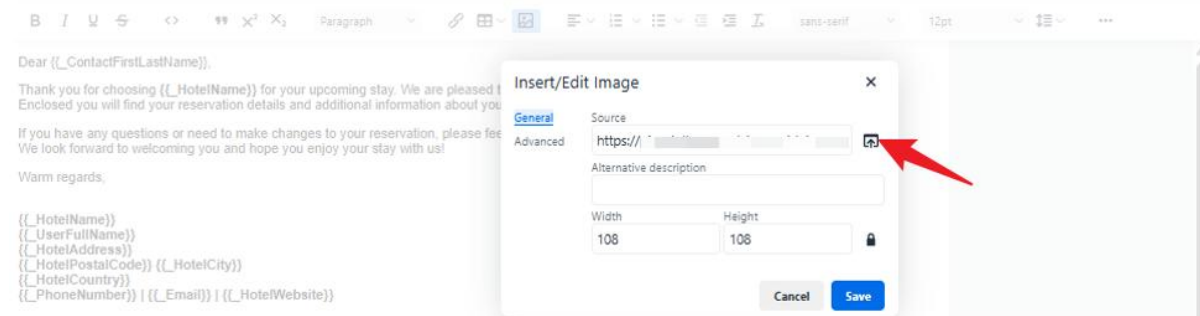 B I U S <> X² X₂ Paragraph sans-serif 12pt ...
Dear {{_ContactFirstLastName}},
Thank you for choosing {{_HotelName}} for your upcoming stay. We are pleased
Enclosed you will find your reservation details and additional information about
If you have any questions or need to make changes to your reservation, please
We look forward to welcoming you and hope you enjoy your stay with us!
Warm regards,
{{_HotelName}}
{{_UserFullName}}
{{_HotelAddress}}
{{_HotelPostalCode}} {{_HotelCity}}
{{_HotelCountry}}
{{_PhoneNumber}} | {{_Email}} | {{_HotelWebsite}}
Insert/Edit Image
General
Advanced
Source
https://
Alternative description
Width Height
108 108
Cancel Save